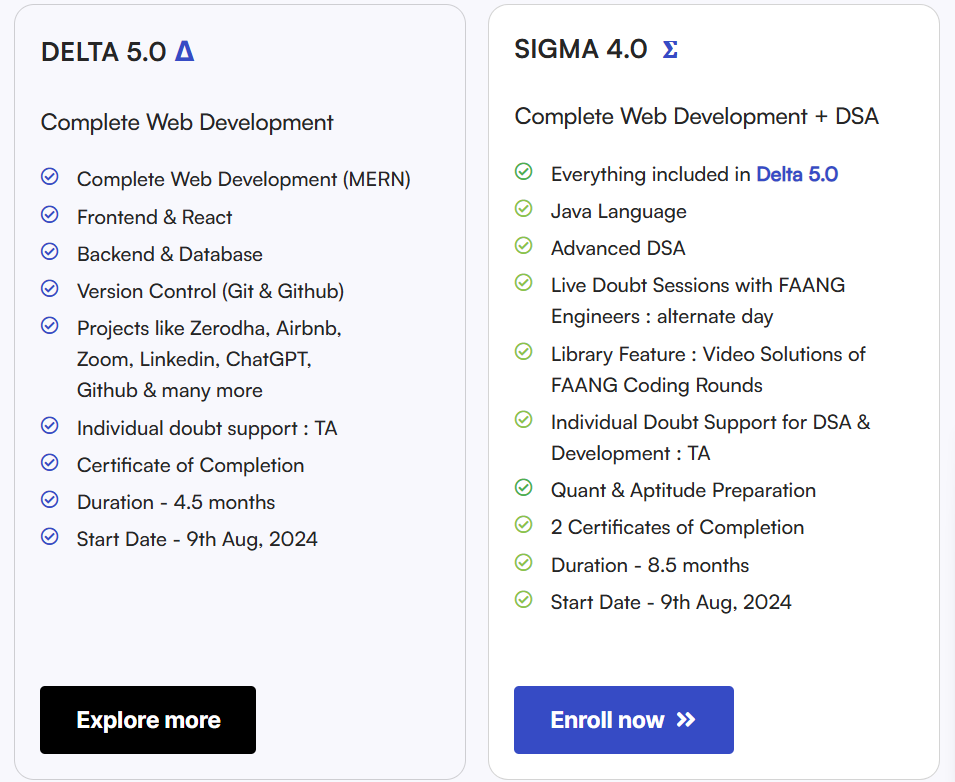 DELTA 5.0 Δ
Complete Web Development
Complete Web Development (MERN)
Frontend & React
Backend & Database
Version Control (Git & Github)
Projects like Zerodha, Airbnb,
Zoom, Linkedin, ChatGPT,
Github & many more
Individual doubt support : TA
Certificate of Completion
Duration - 4.5 months
Start Date - 9th Aug, 2024
Explore more
SIGMA 4.0 Σ
Complete Web Development + DSA
Everything included in Delta 5.0
Java Language
Advanced DSA
Live Doubt Sessions with FAANG
Engineers : alternate day
Library Feature : Video Solutions of
FAANG Coding Rounds
Individual Doubt Support for DSA &
Development : TA
Quant & Aptitude Preparation
2 Certificates of Completion
Duration - 8.5 months
Start Date - 9th Aug, 2024
Enroll now »